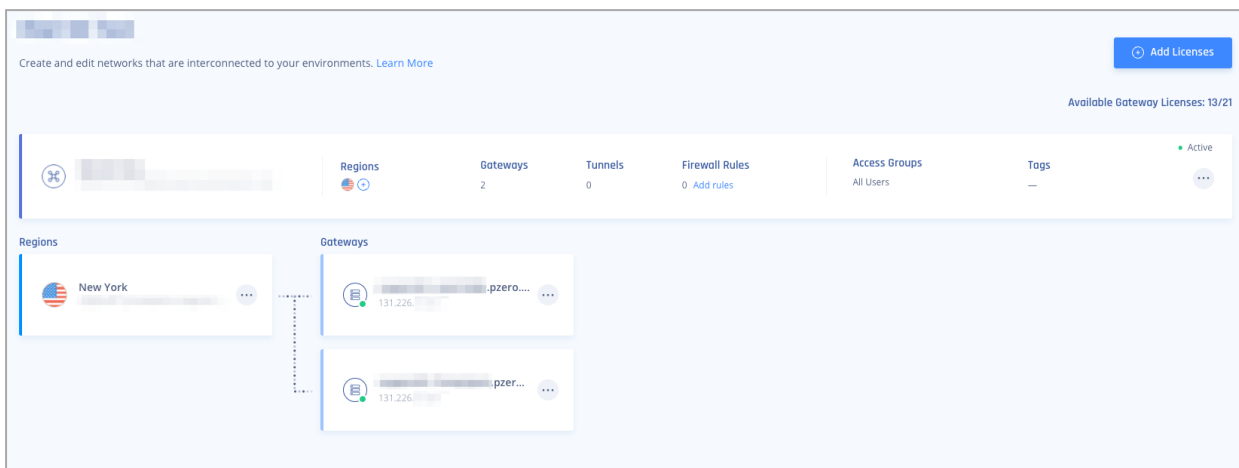 Create and edit networks that are interconnected to your environments. Learn More
Add Licenses
Available Gateway Licenses: 13/21
Active
Regions
Gateways
2
Tunnels
0
Firewall Rules
0 Add rules
Access Groups
All Users
Tags
—
Regions
New York
Gateways
.pzero....
131.226.
.pzer...
131.226.